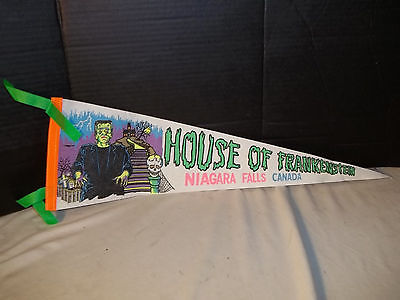 HOUSE OF FRANKENSTEIN
NIAGARA FALLS CANADA